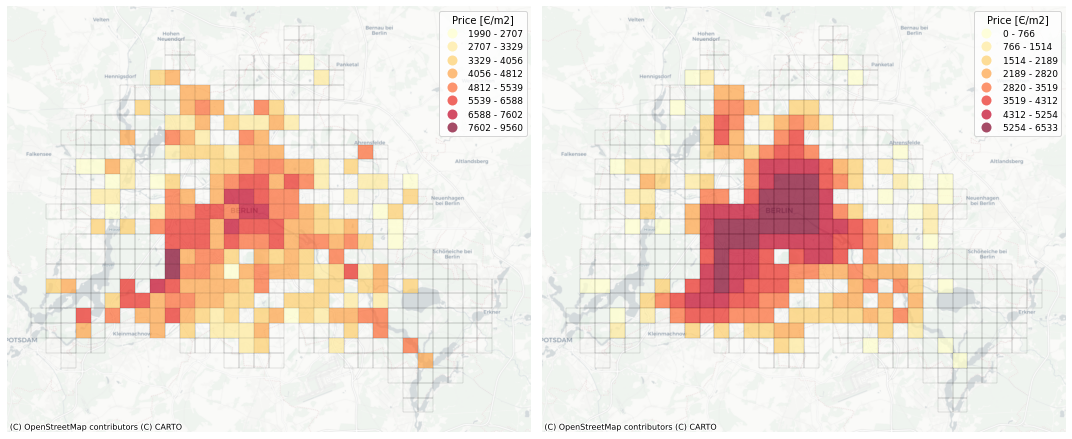 Price [€/m2]
1990 - 2707
2707 - 3329
3329 - 4056
4056 - 4812
4812 - 5539
5539 - 6588
6588 - 7602
7602 - 9560
Velten
Bernau bei
Berlin
Hohen
Neuendorf
Panketal
Hennigsdorf
Ahrensfelde
Falkensee
Altlandsberg
Neuenhagen
bei Berlin
BERLIN
Schöneiche bei
Berlin
Erkner
Kleinmachnow
POTSDAM
(C) OpenStreetMap contributors (C) CARTO
Price [€/m2]
0 - 766
766 - 1514
1514 - 2189
2189 - 2820
2820 - 3519
3519 - 4312
4312 - 5254
5254 - 6533
Velten
Bernau bei
Berlin
Hohen
Neuendorf
Panketal
Hennigsdorf
Ahrensfelde
Falkensee
Altlandsberg
Neuenhagen
bei Berlin
BERLIN
Schöneiche bei
Berlin
Erkner
Kleinmachnow
POTSDAM
(C) OpenStreetMap contributors (C) CARTO